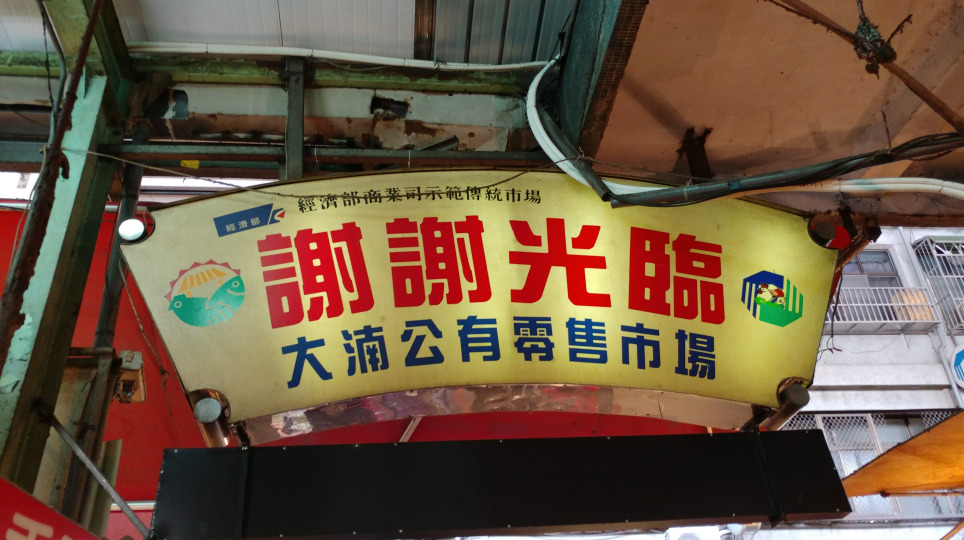 經濟部商業司示範傳統市場
經濟部
謝謝光臨
大湳公有零售市場